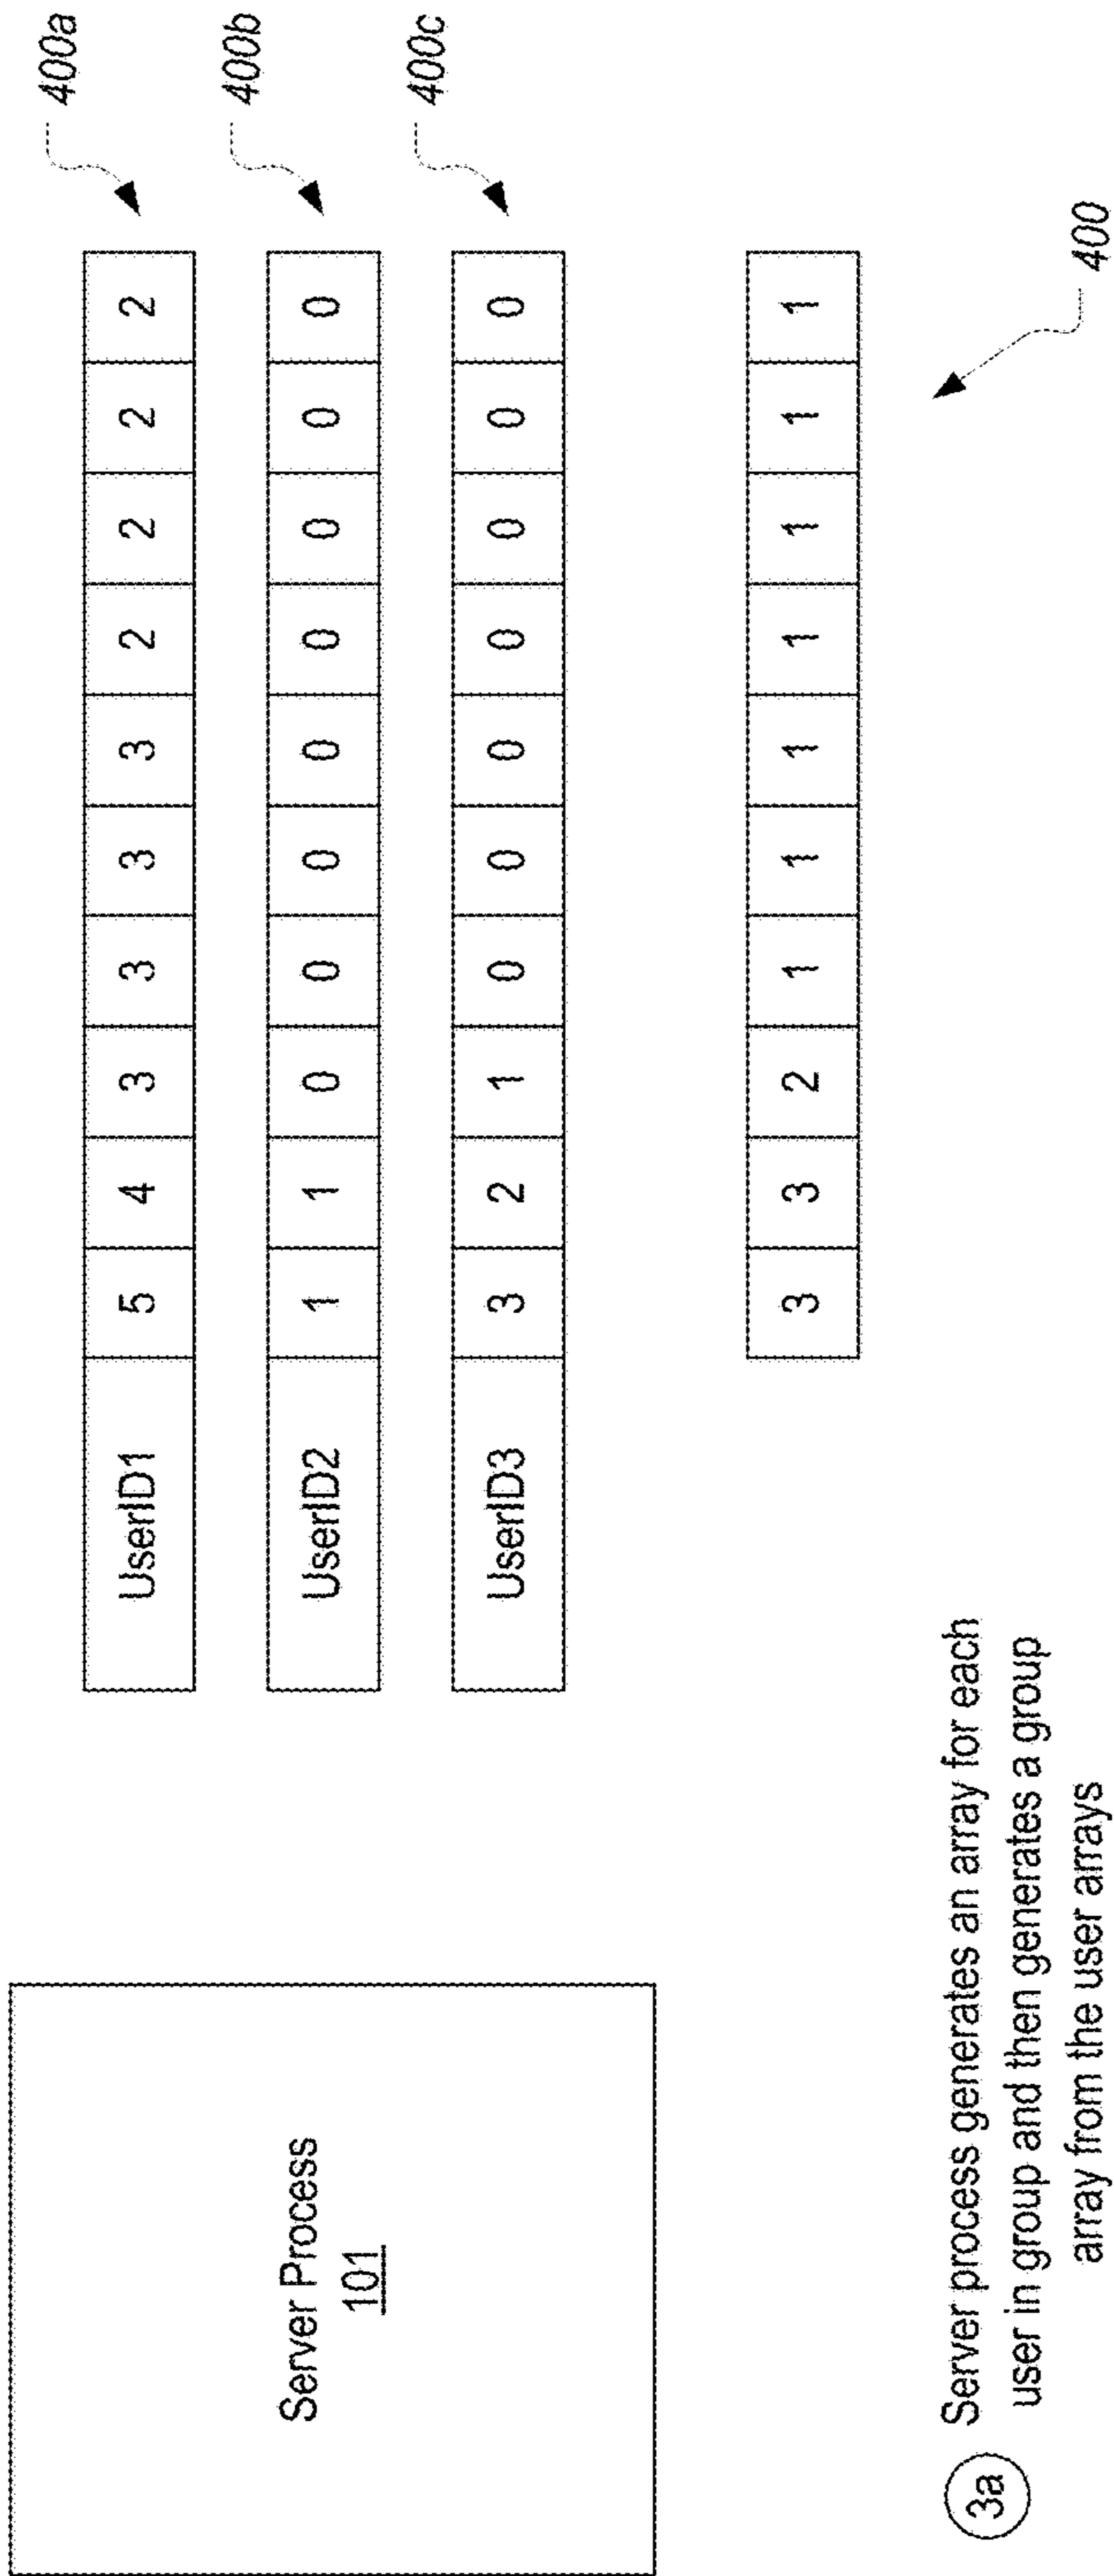 Server Process
101
UserID1 5 4 3 3 3 3 2 2 2 2
400a
UserID2 1 1 0 0 0 0 0 0 0 0
400b
UserID3 3 2 1 0 0 0 0 0 0 0
400c
3 3 2 1 1 1 1 1 1 1
400
3a
Server process generates an array for each
user in group and then generates a group
array from the user arrays